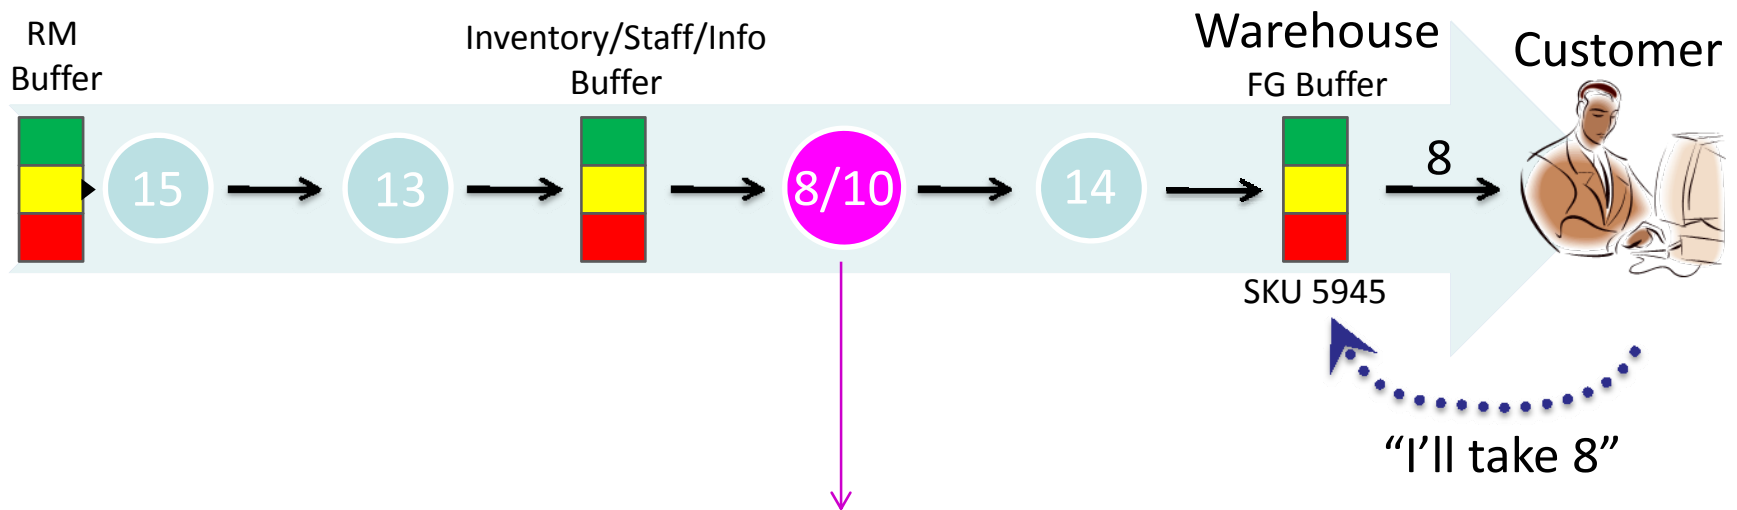 RM
Buffer
Inventory/Staff/Info
Buffer
Warehouse
FG Buffer
Customer
15
13
8/10
14
8
SKU 5945
“I’ll take 8”